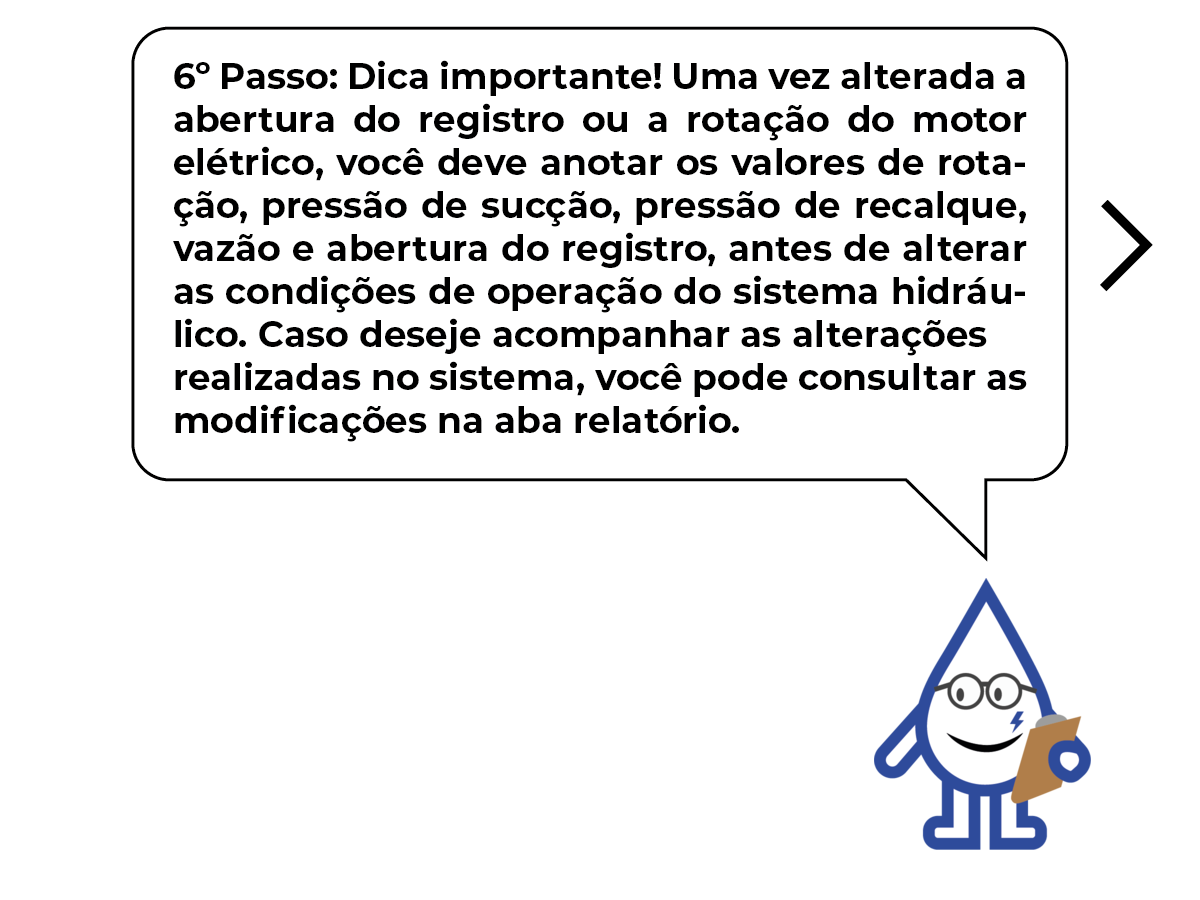 6º Passo: Dica importante! Uma vez alterada a
abertura do registro ou a rotação do motor
elétrico, você deve anotar os valores de rota-
ção, pressão de sucção, pressão de recalque,
vazão e abertura do registro, antes de alterar
as condições de operação do sistema hidráu-
lico. Caso deseje acompanhar as alterações
realizadas no sistema, você pode consultar as
modificações na aba relatório.